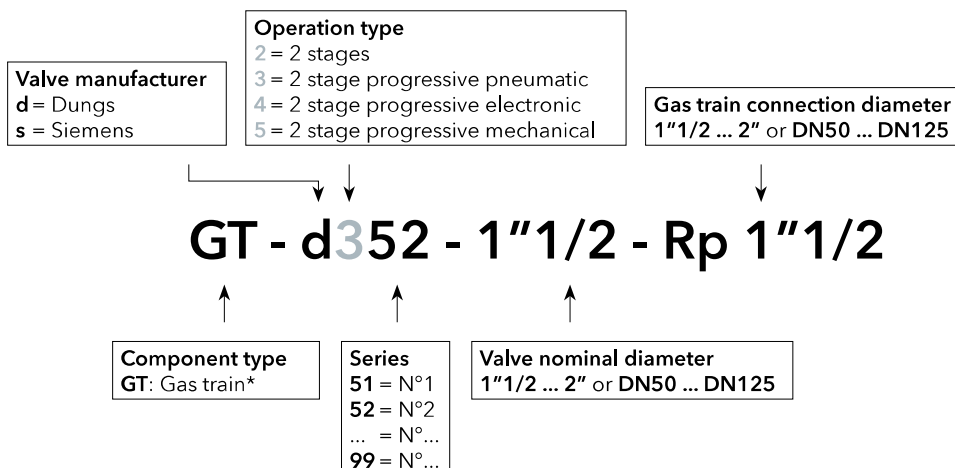 Operation type
2 = 2 stages
3 = 2 stage progressive pneumatic
4 = 2 stage progressive electronic
5 = 2 stage progressive mechanical
Valve manufacturer
d = Dungs
s = Siemens
Gas train connection diameter
1"1/2 ... 2" or DN50 ... DN125
GT - d352 - 1"1/2 - Rp 1"1/2
Component type
GT: Gas train*
Series
51 = N°1
52 = N°2
... = N°...
99 = N°...
Valve nominal diameter
1"1/2 ... 2" or DN50 ... DN125